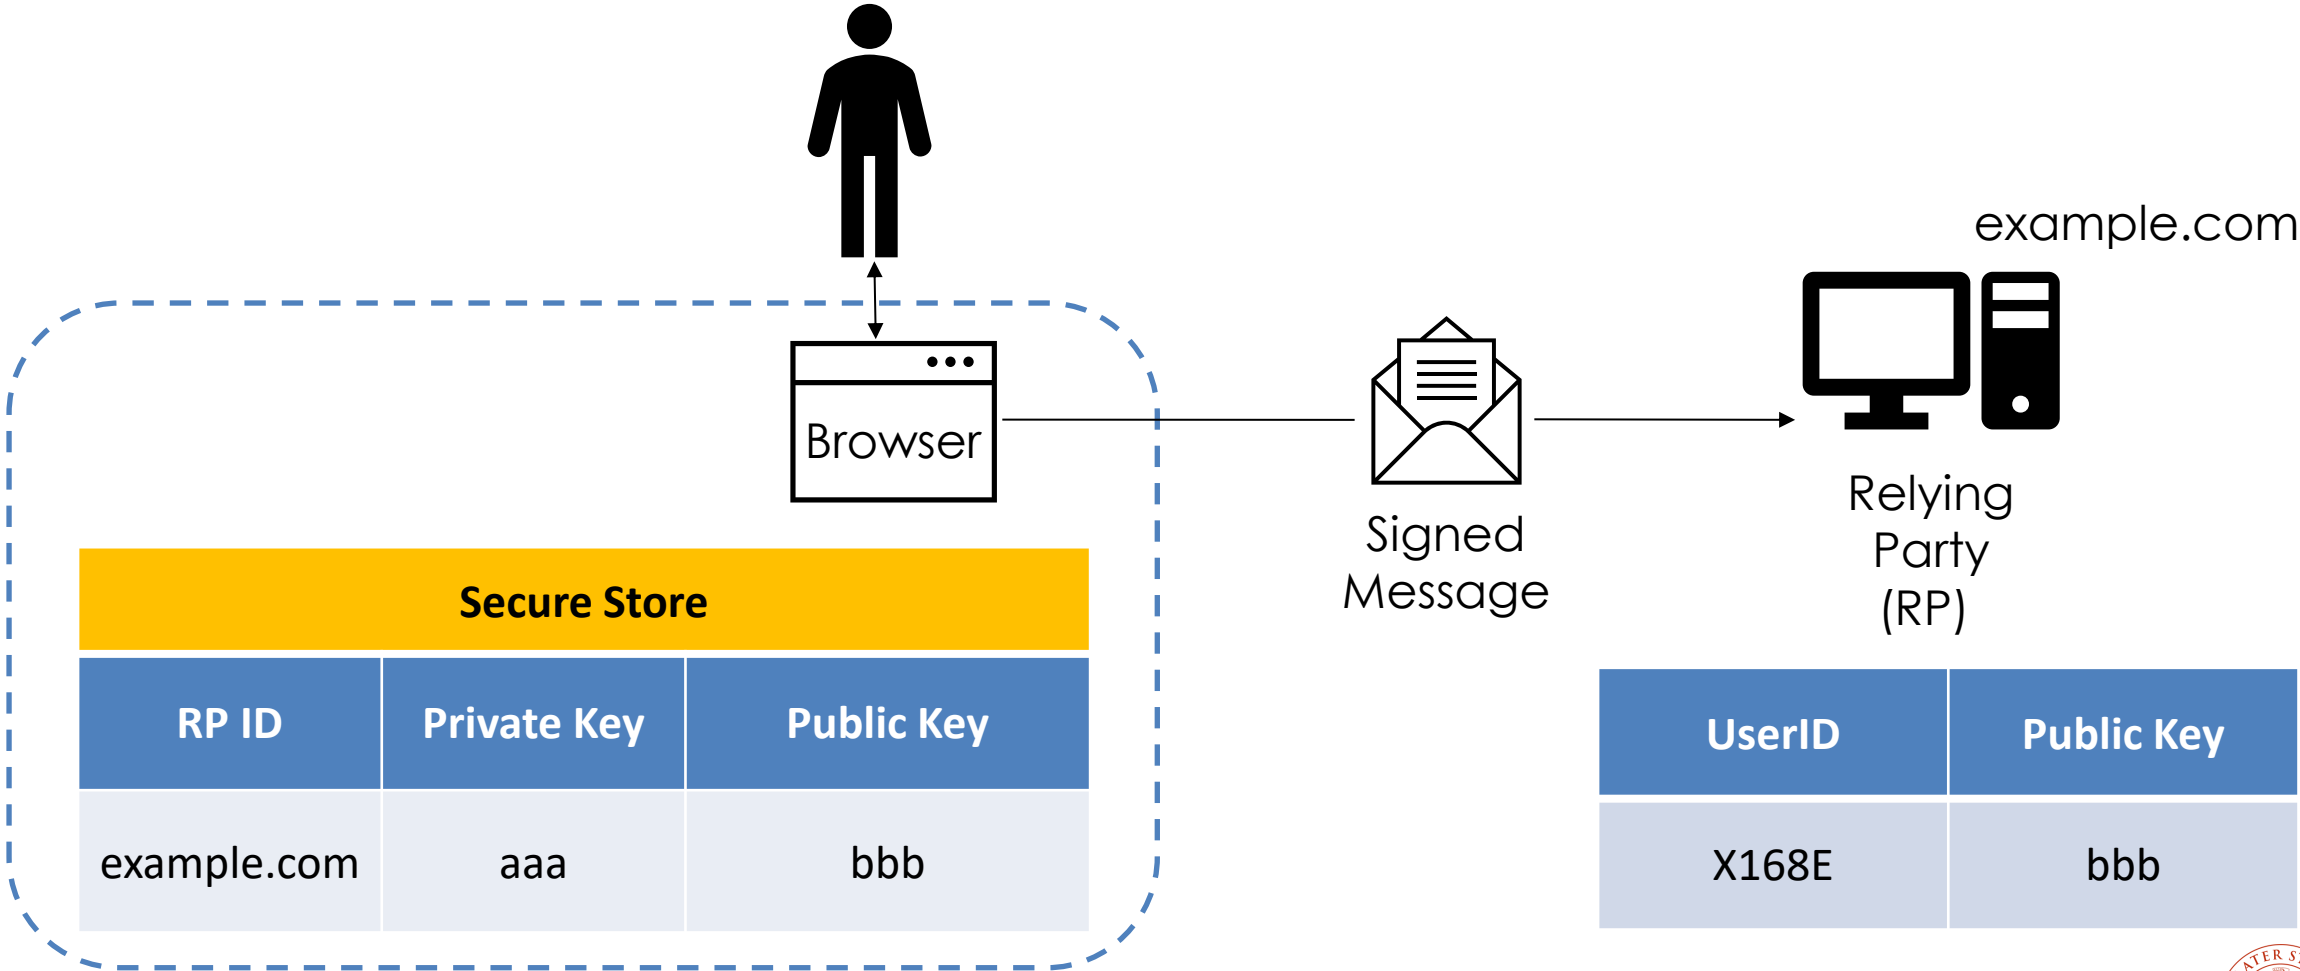 example.com
Browser
Signed
Message
Relying
Party
(RP)
Secure Store
RP ID Private Key Public Key
example.com aaa bbb
UserID Public Key
X168E bbb